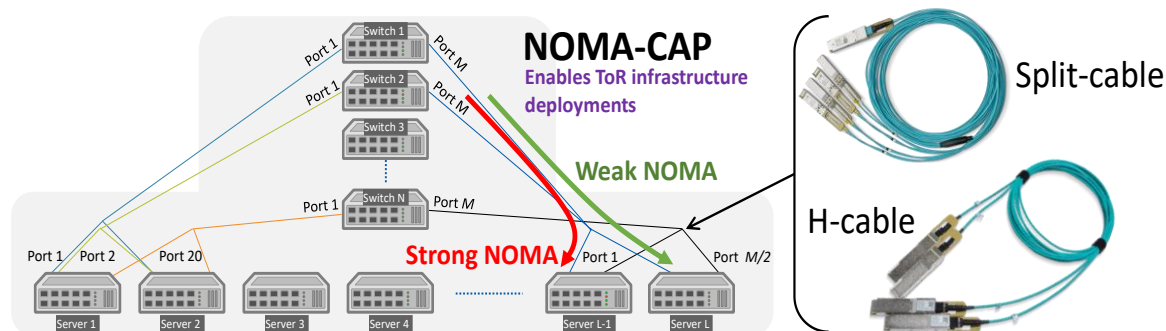 Switch 1
Port 1
Port M
NOMA-CAP
Enables ToR infrastructure
deployments
Switch 2
Port 1
Port M
Switch 3
Split-cable
Weak NOMA
Switch N
Port 1
Port M
H-cable
Strong NOMA
Port 1
Port 2
Port 20
Port 1
Port M/2
Server 1
Server 2
Server 3
Server 4
Server L-1
Server L